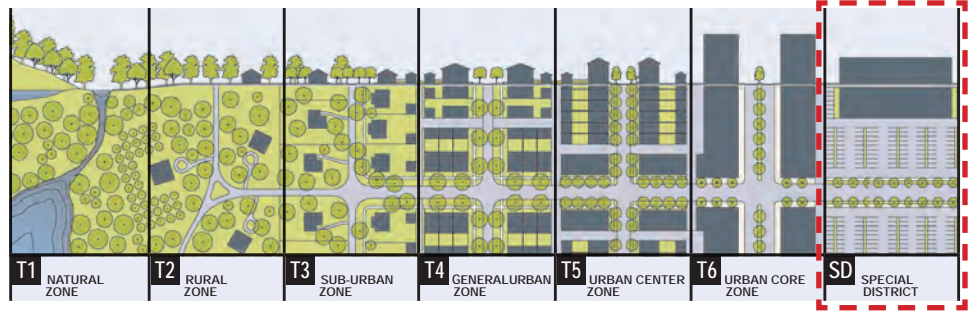 T1 NATURAL
ZONE
T2 RURAL
ZONE
T3 SUB-URBAN
ZONE
T4 GENERALURBAN
ZONE
T5 URBAN CENTER
ZONE
T6 URBAN CORE
ZONE
SD SPECIAL
DISTRICT